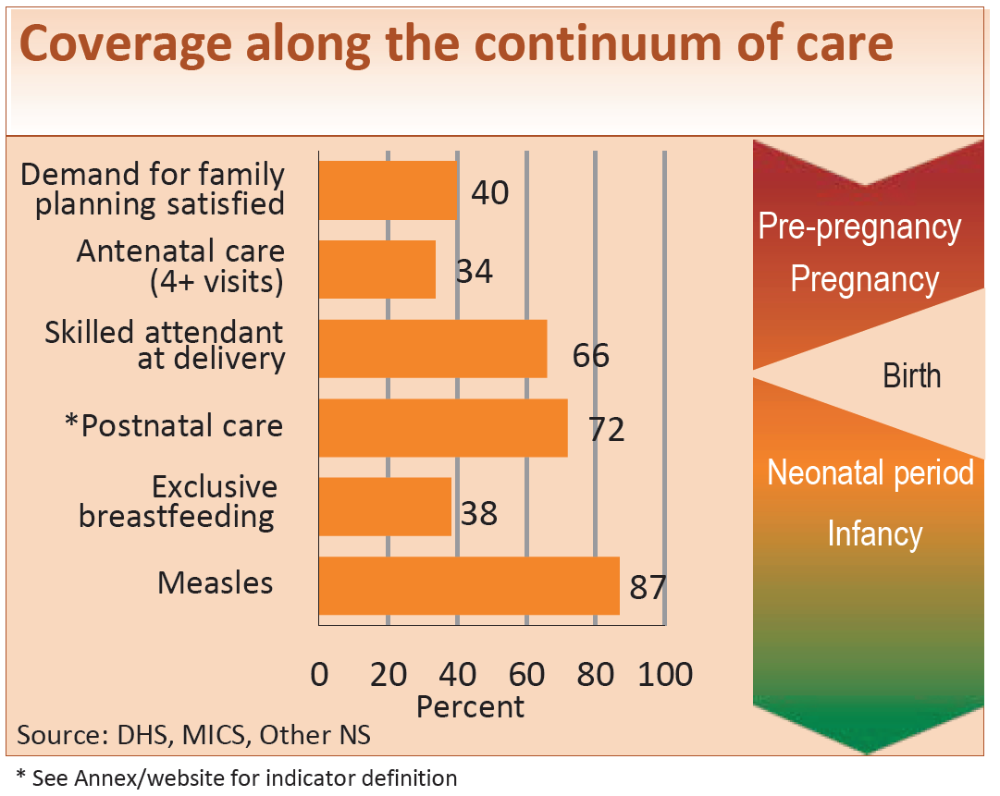 Coverage along the continuum of care
Demand for family
planning satisfied
40
Antenatal care
(4+ visits)
34
Skilled attendant
at delivery
66
*Postnatal care
72
Exclusive
breastfeeding
38
Measles
87
0 20 40 60 80 100
Percent
Pre-pregnancy
Pregnancy
Birth
Neonatal period
Infancy
Source: DHS, MICS, Other NS
* See Annex/website for indicator definition